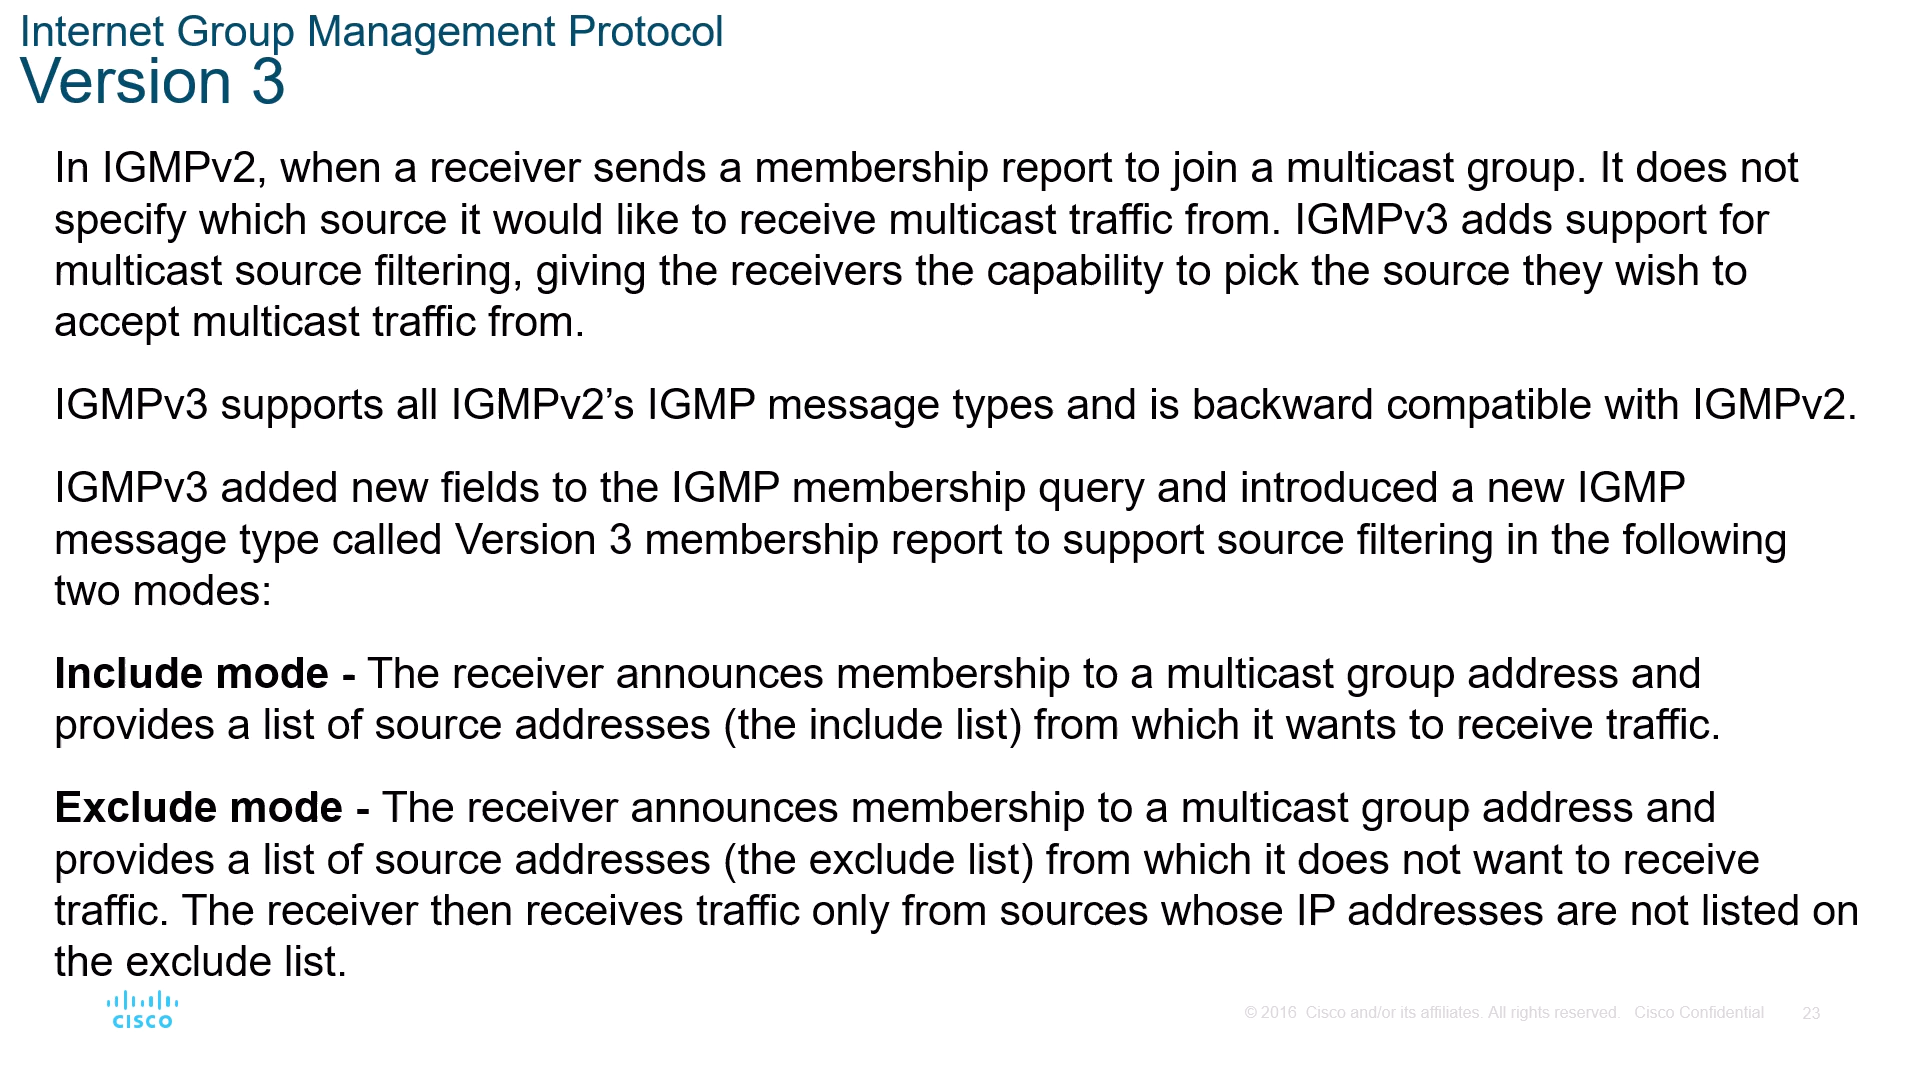 Internet Group Management Protocol
Version 3
In IGMPv2, when a receiver sends a membership report to join a multicast group. It does not
specify which source it would like to receive multicast traffic from. IGMPv3 adds support for
multicast source filtering, giving the receivers the capability to pick the source they wish to
accept multicast traffic from.
IGMPv3 supports all IGMPv2’s IGMP message types and is backward compatible with IGMPv2.
IGMPv3 added new fields to the IGMP membership query and introduced a new IGMP
message type called Version 3 membership report to support source filtering in the following
two modes:
Include mode - The receiver announces membership to a multicast group address and
provides a list of source addresses (the include list) from which it wants to receive traffic.
Exclude mode - The receiver announces membership to a multicast group address and
provides a list of source addresses (the exclude list) from which it does not want to receive
traffic. The receiver then receives traffic only from sources whose IP addresses are not listed on
the exclude list.
CISCO
© 2016 Cisco and/or its affiliates. All rights reserved. Cisco Confidential 23